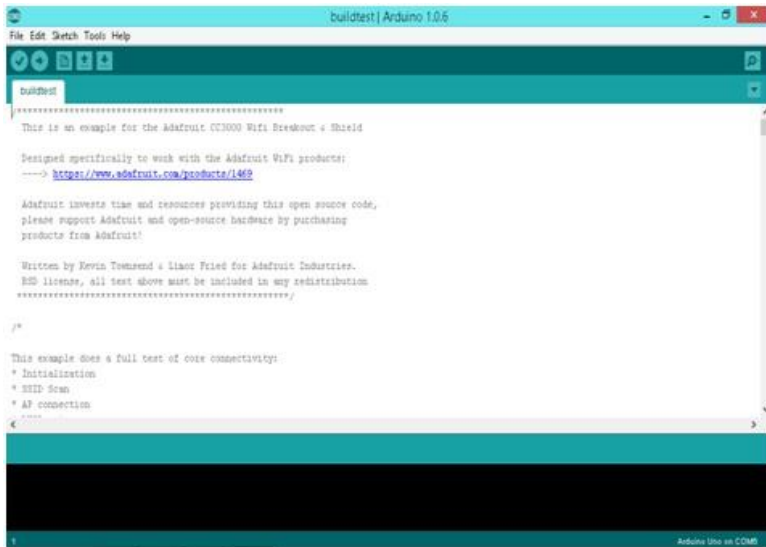 buildtest | Arduino 1.0.6
File Edit Sketch Tools Help
buildtest
/****************************************************
This is an example for the Adafruit CC3000 Wifi Breakout & Shield
Designed specifically to work with the Adafruit WiFi products:
----> https://www.adafruit.com/products/1469
Adafruit invests time and resources providing this open source code,
please support Adafruit and open-source hardware by purchasing
products from Adafruit!
Written by Kevin Townsend & Limor Fried for Adafruit Industries.
BSD license, all text above must be included in any redistribution
****************************************************/
/*
This example does a full test of core connectivity:
* Initialization
* SSID Scan
* AP connection
1
Arduino Uno on COM8